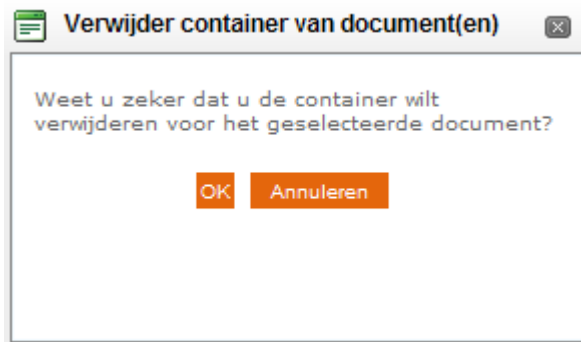 Verwijder container van document(en)
Weet u zeker dat u de container wilt
verwijderen voor het geselecteerde document?
OK Annuleren